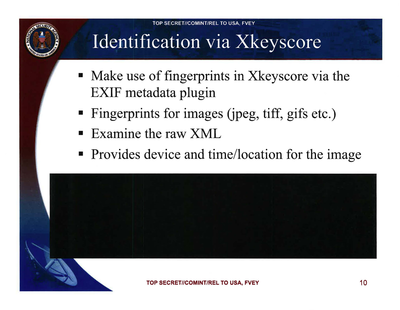 TOP SECRET//COMINT/REL TO USA, FVEY
Identification via Xkeyscore
▪ Make use of fingerprints in Xkeyscore via the
EXIF metadata plugin
▪ Fingerprints for images (jpeg, tiff, gifs etc.)
▪ Examine the raw XML
▪ Provides device and time/location for the image
TOP SECRET//COMINT/REL TO USA, FVEY
10